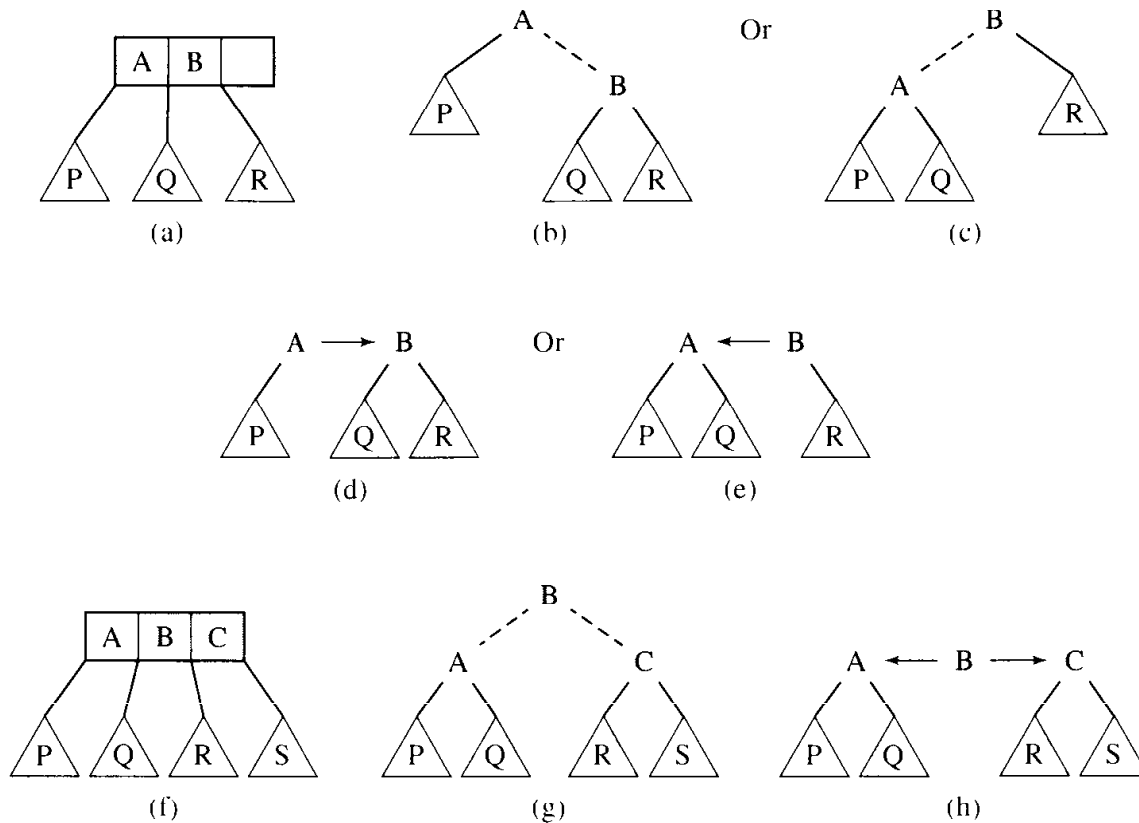 A B
P Q R
(a)
A
P B
Q R
(b)
Or
B
A R
P Q
(c)
A B
P Q R
(d)
Or
A B
P Q R
(e)
A B C
P Q R S
(f)
B
A C
P Q R S
(g)
A B C
P Q R S
(h)